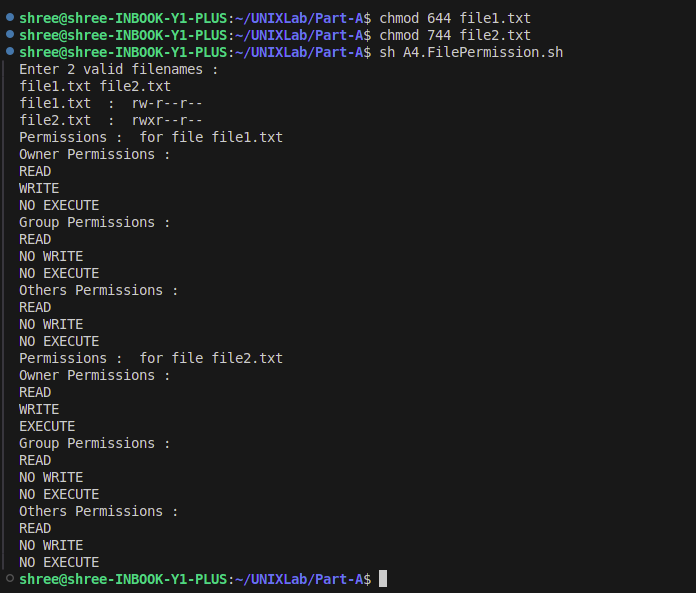 shree@shree-INBOOK-Y1-PLUS:~/UNIXLab/Part-A$ chmod 644 file1.txt
shree@shree-INBOOK-Y1-PLUS:~/UNIXLab/Part-A$ chmod 744 file2.txt
shree@shree-INBOOK-Y1-PLUS:~/UNIXLab/Part-A$ sh A4.FilePermission.sh
Enter 2 valid filenames :
file1.txt file2.txt
file1.txt  :  rw-r--r--
file2.txt  :  rwxr--r--
Permissions :  for file file1.txt
Owner Permissions :
READ
WRITE
NO EXECUTE
Group Permissions :
READ
NO WRITE
NO EXECUTE
Others Permissions :
READ
NO WRITE
NO EXECUTE
Permissions :  for file file2.txt
Owner Permissions :
READ
WRITE
EXECUTE
Group Permissions :
READ
NO WRITE
NO EXECUTE
Others Permissions :
READ
NO WRITE
NO EXECUTE
shree@shree-INBOOK-Y1-PLUS:~/UNIXLab/Part-A$